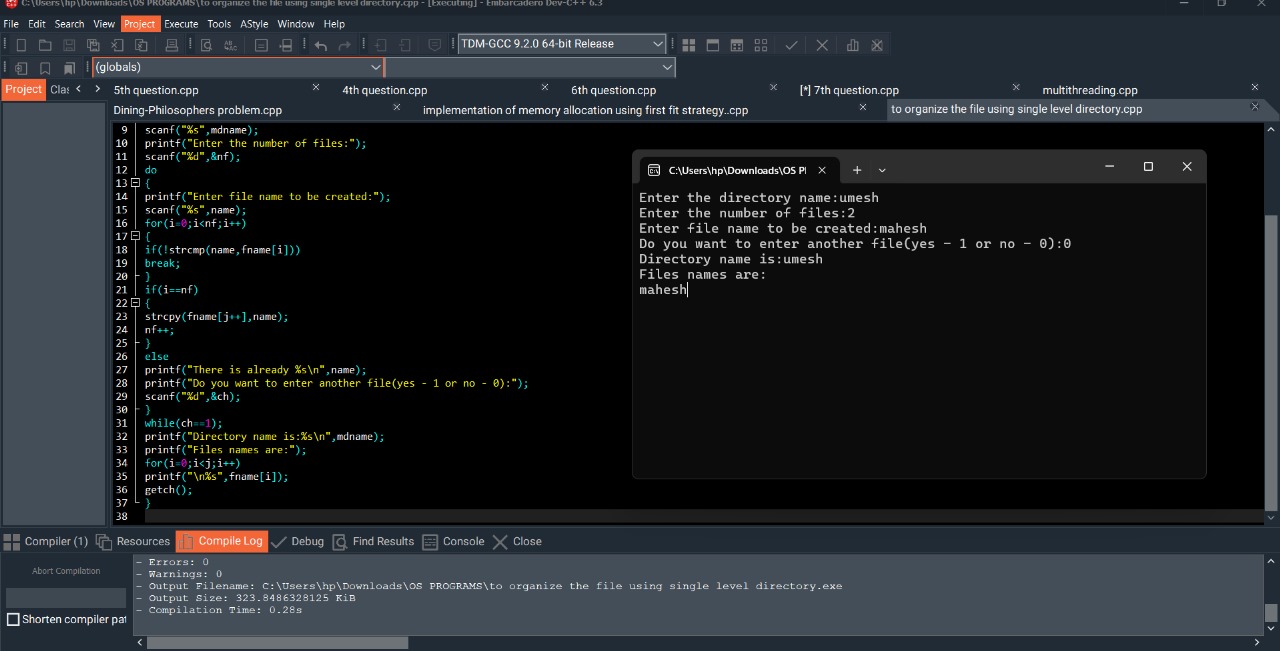 C:\Users\hp\Downloads\OS PROGRAMS\to organize the file using single level directory.cpp - [Executing] - Embarcadero Dev-C++ 6.3
File Edit Search View Project Execute Tools AStyle Window Help
TDM-GCC 9.2.0 64-bit Release
(globals)
Project Clas
5th question.cpp 4th question.cpp 6th question.cpp [*] 7th question.cpp multithreading.cpp
Dining-Philosophers problem.cpp implementation of memory allocation using first fit strategy..cpp to organize the file using single level directory.cpp
9 scanf("%s",mdname);
10 printf("Enter the number of files:");
11 scanf("%d",&nf);
12 do
13 {
14 printf("Enter file name to be created:");
15 scanf("%s",name);
16 for(i=0;i<nf;i++)
17 {
18 if(!strcmp(name,fname[i]))
19 break;
20 }
21 if(i==nf)
22 {
23 strcpy(fname[j++],name);
24 nf++;
25 }
26 else
27 printf("There is already %s\n",name);
28 printf("Do you want to enter another file(yes - 1 or no - 0):");
29 scanf("%d",&ch);
30 }
31 while(ch==1);
32 printf("Directory name is:%s\n",mdname);
33 printf("Files names are:");
34 for(i=0;i<j;i++)
35 printf("\n%s",fname[i]);
36 getch();
37 }
38
C:\Users\hp\Downloads\OS P
Enter the directory name:umesh
Enter the number of files:2
Enter file name to be created:mahesh
Do you want to enter another file(yes - 1 or no - 0):0
Directory name is:umesh
Files names are:
mahesh
Compiler (1) Resources Compile Log Debug Find Results Console Close
Abort Compilation
Shorten compiler pat
- Errors: 0
- Warnings: 0
- Output Filename: C:\Users\hp\Downloads\OS PROGRAMS\to organize the file using single level directory.exe
- Output Size: 323.8486328125 KiB
- Compilation Time: 0.28s